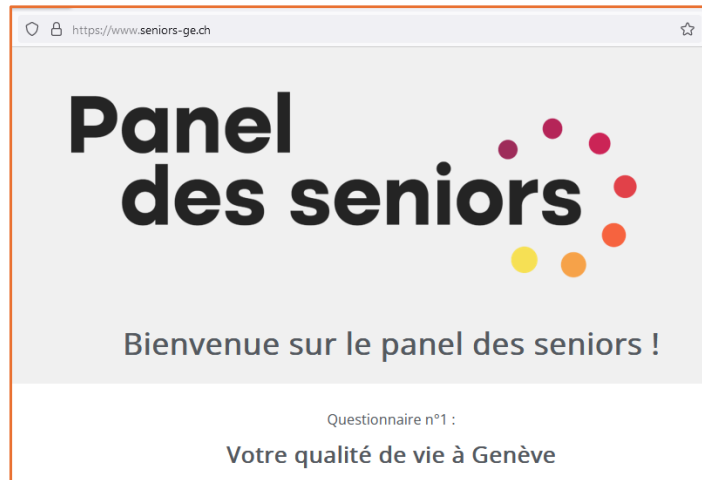 https://www.seniors-ge.ch
Panel
des seniors
Bienvenue sur le panel des seniors !
Questionnaire n°1 :
Votre qualité de vie à Genève